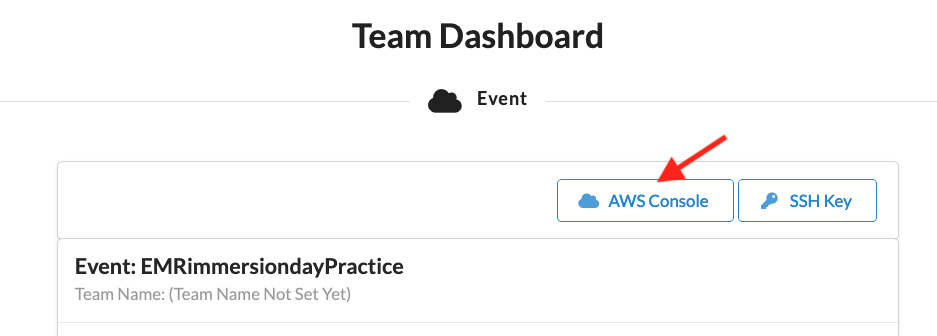 Team Dashboard
Event
AWS Console
SSH Key
Event: EMRimmersiondayPractice
Team Name: (Team Name Not Set Yet)